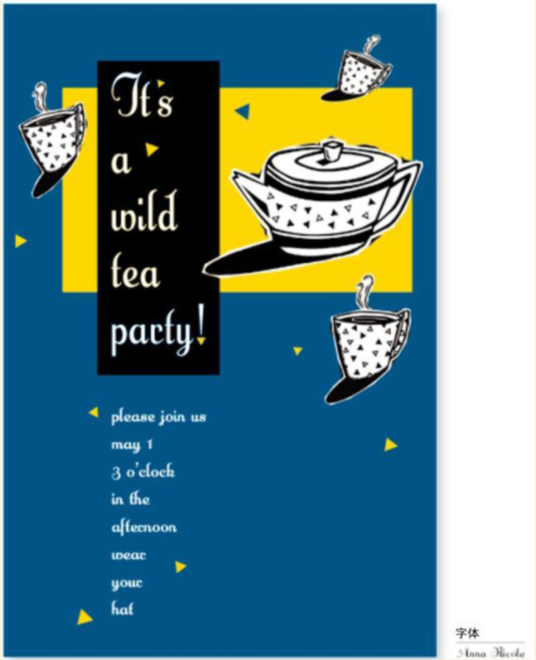 It's
a
wild
tea
party!
please join us
may 1
3 o'clock
in the
afternoon
wear
your
hat
字体
Anna Nicole